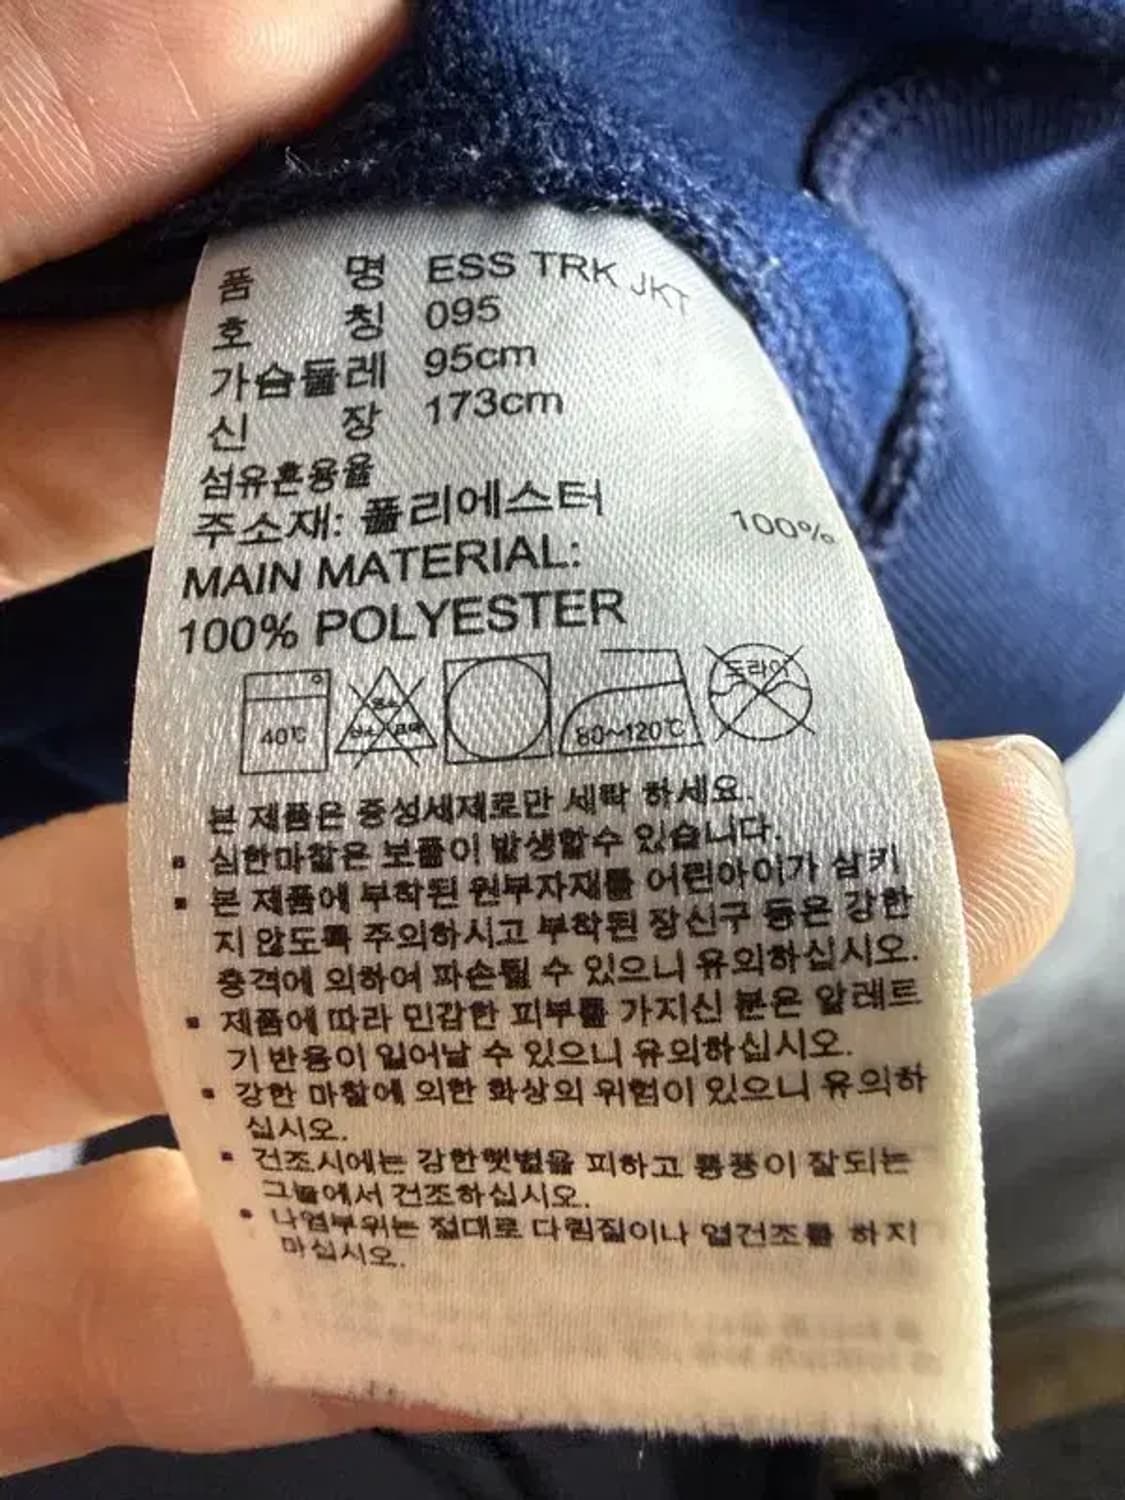 품 명 ESS TRK JKT
호 칭 095
가슴둘레 95cm
신 장 173cm
섬유혼용율
주소재: 폴리에스터 100%
MAIN MATERIAL:
100% POLYESTER
40℃ 80~120℃ 드라이
본 제품은 중성세제로만 세탁 하세요.
▪ 심한마찰은 보풀이 발생할수 있습니다.
▪ 본 제품에 부착된 원부자재를 어린아이가 삼키
지 않도록 주의하시고 부착된 장신구 등은 강한
충격에 의하여 파손될 수 있으니 유의하십시오.
▪ 제품에 따라 민감한 피부를 가지신 분은 알레르
기 반응이 일어날 수 있으니 유의하십시오.
▪ 강한 마찰에 의한 화상의 위험이 있으니 유의하
십시오.
▪ 건조시에는 강한햇볕을 피하고 통풍이 잘되는
그늘에서 건조하십시오.
▪ 나염부위는 절대로 다림질이나 열건조를 하지
마십시오.